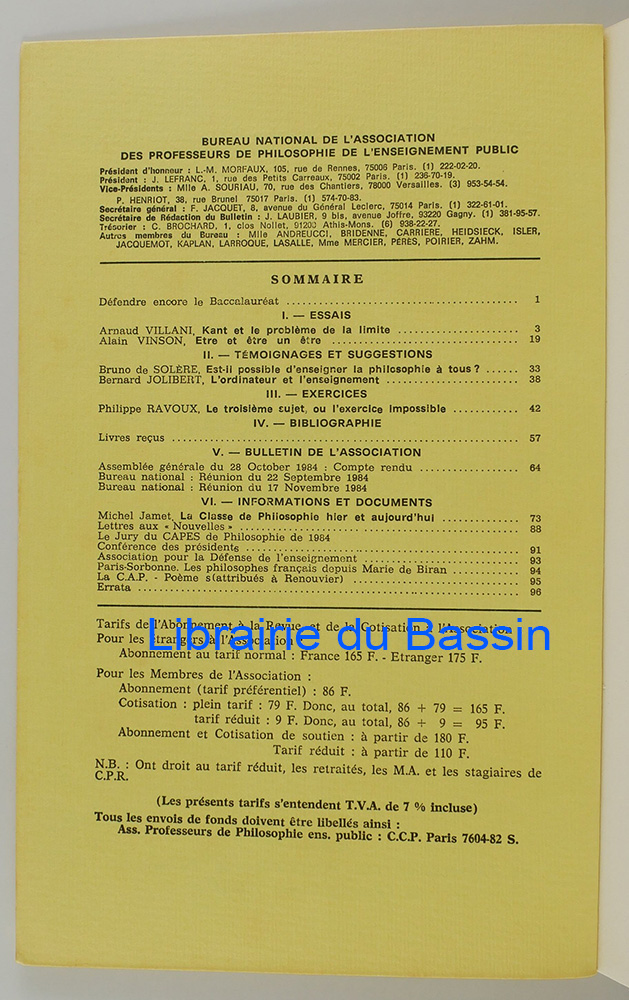 BUREAU NATIONAL DE L'ASSOCIATION
DES PROFESSEURS DE PHILOSOPHIE DE L'ENSEIGNEMENT PUBLIC
Président d'honneur : L.-M. MORFAUX, 105, rue de Rennes, 75006 Paris. (1) 222-02-20.
Président : J. LEFRANC, 1, rue des Petits Carreaux, 75002 Paris. (1) 236-70-19.
Vice-Présidents : Mlle A. SOURIAU, 70, rue des Chantiers, 78000 Versailles. (3) 953-54-54.
P. HENRIOT, 38, rue Brunel 75017 Paris. (1) 574-70-83.
Secrétaire général : F. JACQUET, 8, avenue du Général Leclerc, 75014 Paris. (1) 322-61-01.
Secrétaire de Rédaction du Bulletin : J. LAUBIER, 9 bis, avenue Joffre, 93220 Gagny. (1) 381-95-57.
Trésorier : C. BROCHARD, 1, clos Nollet, 91200 Athis-Mons. (6) 938-22-27.
Autres membres du Bureau : Mlle ANDREUCCI, BRIDENNE, CARRIERE, HEIDSIECK, ISLER,
JACQUEMOT, KAPLAN, LARROQUE, LASALLE, Mme MERCIER, PÉRÈS, POIRIER, ZAHM.
SOMMAIRE
Défendre encore le Baccalauréat ........ 1
I. — ESSAIS
Arnaud VILLANI, Kant et le problème de la limite ........ 3
Alain VINSON, Etre et être un être ........ 19
II. — TÉMOIGNAGES ET SUGGESTIONS
Bruno de SOLÈRE, Est-il possible d'enseigner la philosophie à tous ? ...... 33
Bernard JOLIBERT, L'ordinateur et l'enseignement ........ 38
III. — EXERCICES
Philippe RAVOUX, Le troisième sujet, ou l'exercice impossible ........ 42
IV. — BIBLIOGRAPHIE
Livres reçus ........ 57
V. — BULLETIN DE L'ASSOCIATION
Assemblée générale du 28 October 1984 : Compte rendu ........ 64
Bureau national : Réunion du 22 Septembre 1984
Bureau national : Réunion du 17 Novembre 1984
VI. — INFORMATIONS ET DOCUMENTS
Michel Jamet, La Classe de Philosophie hier et aujourd'hui ........ 73
Lettres aux « Nouvelles » ........ 88
Le Jury du CAPES de Philosophie de 1984
Conférence des présidents ........ 91
Association pour la Défense de l'enseignement ........ 93
Paris-Sorbonne. Les philosophes français depuis Marie de Biran ........ 94
La C.A.P. - Poème s(attribués à Renouvier) ........ 95
Errata ........ 96
Tarifs de l'Abonnement à la Revue et de la Cotisation à l'Association
Pour les étrangers à l'Association
Librairie du Bassin
Abonnement au tarif normal : France 165 F. - Etranger 175 F.
Pour les Membres de l'Association :
Abonnement (tarif préférentiel) : 86 F.
Cotisation : plein tarif : 79 F. Donc, au total, 86 + 79 = 165 F.
tarif réduit : 9 F. Donc, au total, 86 + 9 = 95 F.
Abonnement et Cotisation de soutien : à partir de 180 F.
Tarif réduit : à partir de 110 F.
N.B. : Ont droit au tarif réduit, les retraités, les M.A. et les stagiaires de
C.P.R.
(Les présents tarifs s'entendent T.V.A. de 7 % incluse)
Tous les envois de fonds doivent être libellés ainsi :
Ass. Professeurs de Philosophie ens. public : C.C.P. Paris 7604-82 S.